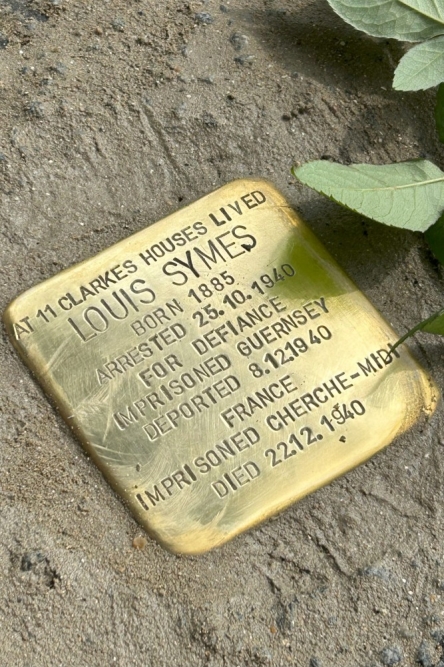 AT 11 CLARKES HOUSES LIVED
LOUIS SYMES
BORN 1885
ARRESTED 25.10.1940
FOR DEFIANCE
IMPRISONED GUERNSEY
DEPORTED 8.12.1940
FRANCE
IMPRISONED CHERCHE-MIDI
DIED 22.12.1940